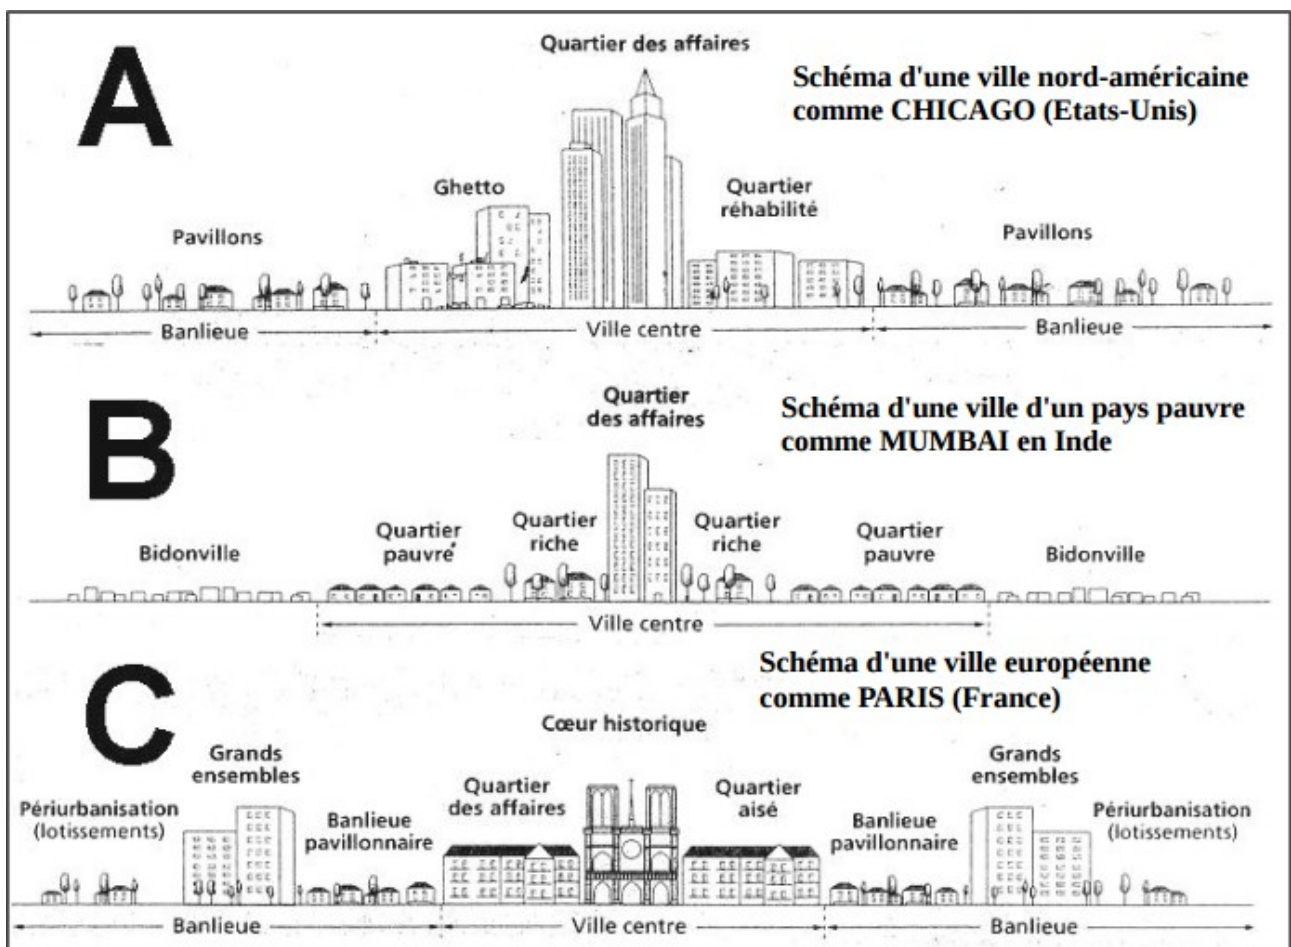 A
Quartier des affaires
Schéma d'une ville nord-américaine
comme CHICAGO (Etats-Unis)
Ghetto
Quartier
réhabilité
Pavillons
Pavillons
Banlieue
Ville centre
Banlieue
B
Quartier
des affaires
Schéma d'une ville d'un pays pauvre
comme MUMBAI en Inde
Bidonville
Quartier
pauvre
Quartier
riche
Quartier
riche
Quartier
pauvre
Bidonville
Ville centre
C
Schéma d'une ville européenne
comme PARIS (France)
Cœur historique
Périurbanisation
(lotissements)
Grands
ensembles
Banlieue
pavillonnaire
Quartier
des affaires
Quartier
aisé
Banlieue
pavillonnaire
Grands
ensembles
Périurbanisation
(lotissements)
Banlieue
Ville centre
Banlieue